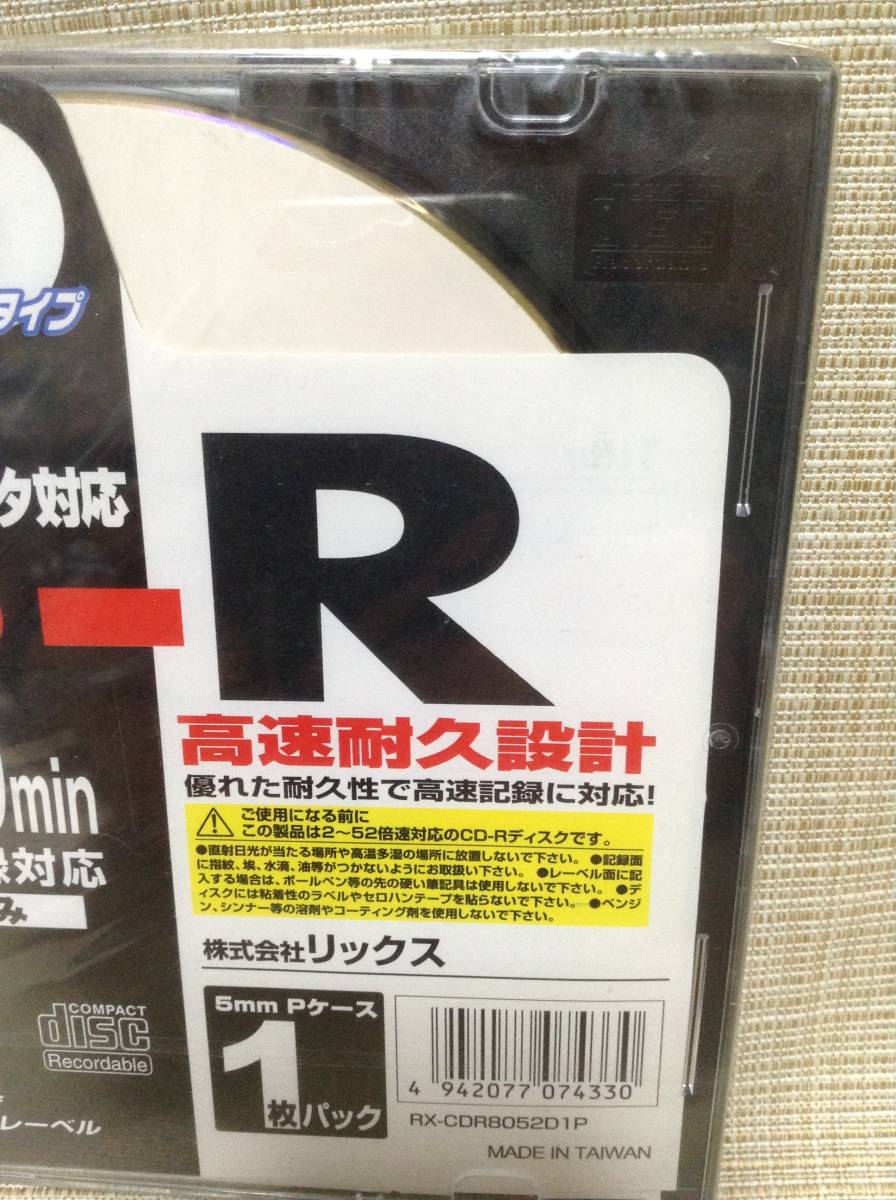 タイプ
タ対応
-R
高速耐久設計
優れた耐久性で高速記録に対応!
min
ご使用になる前に
この製品は2〜52倍速対応のCD-Rディスクです。
●直射日光が当たる場所や高温多湿の場所に放置しないで下さい。 ●記録面
に指紋、埃、水滴、油等がつかないようにお取扱い下さい。 ●レーベル面に記
入する場合は、ボールペン等の先の硬い筆記具は使用しないで下さい。 ●デ
ィスクには粘着性のラベルやセロハンテープを貼らないで下さい。 ●ベンジ
ン、シンナー等の溶剤やコーティング剤を使用しないで下さい。
録対応
み
株式会社リックス
COMPACT
disc
Recordable
5mm Pケース
1枚パック
4 942077 074330
RX-CDR8052D1P
レーベル
MADE IN TAIWAN